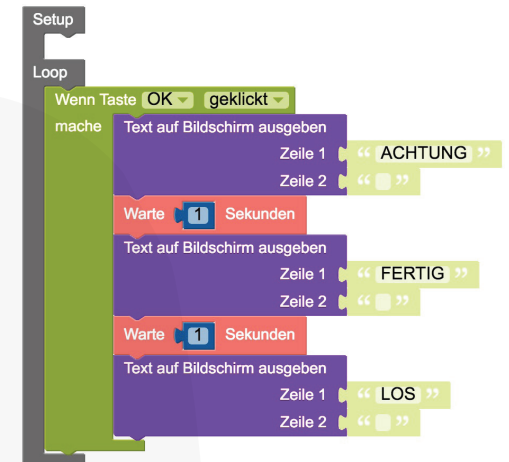 Setup
Loop
Wenn Taste OK geklickt
mache Text auf Bildschirm ausgeben
Zeile 1 “ ACHTUNG ”
Zeile 2 “ ”
Warte 1 Sekunden
Text auf Bildschirm ausgeben
Zeile 1 “ FERTIG ”
Zeile 2 “ ”
Warte 1 Sekunden
Text auf Bildschirm ausgeben
Zeile 1 “ LOS ”
Zeile 2 “ ”